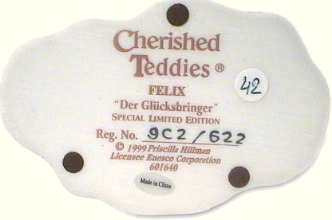 Cherished
Teddies ®
FELIX
"Der Glücksbringer"
SPECIAL LIMITED EDITION
Reg. No. 9C2/622
© 1999 Priscilla Hillman
Licensee Enesco Corporation
601640
Made in China
42